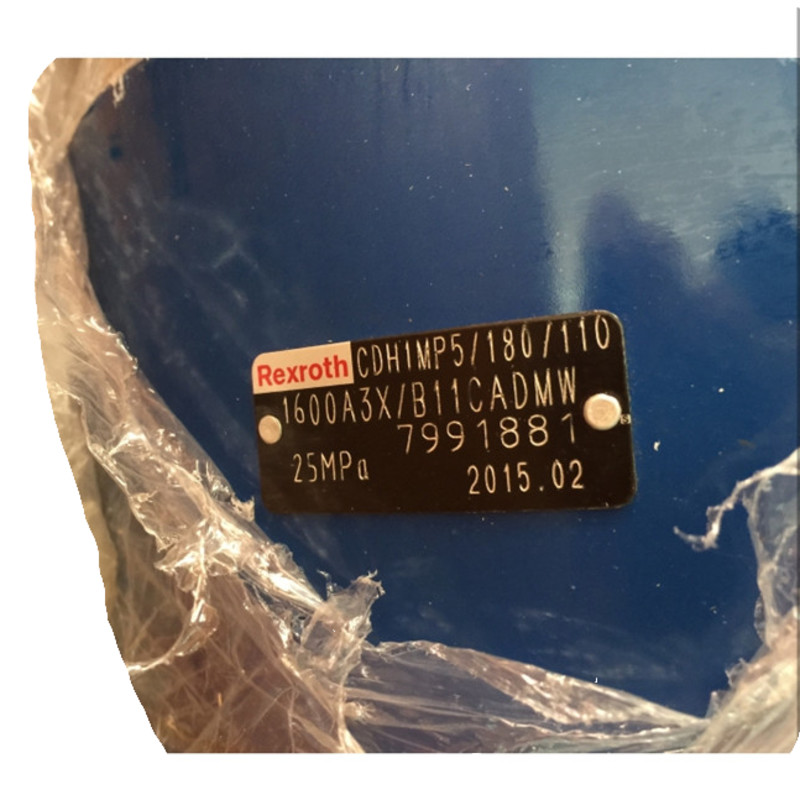 Rexroth CDH1MP5/180/110
1600A3X/B11CADMW
7991881
25MPa 2015.02